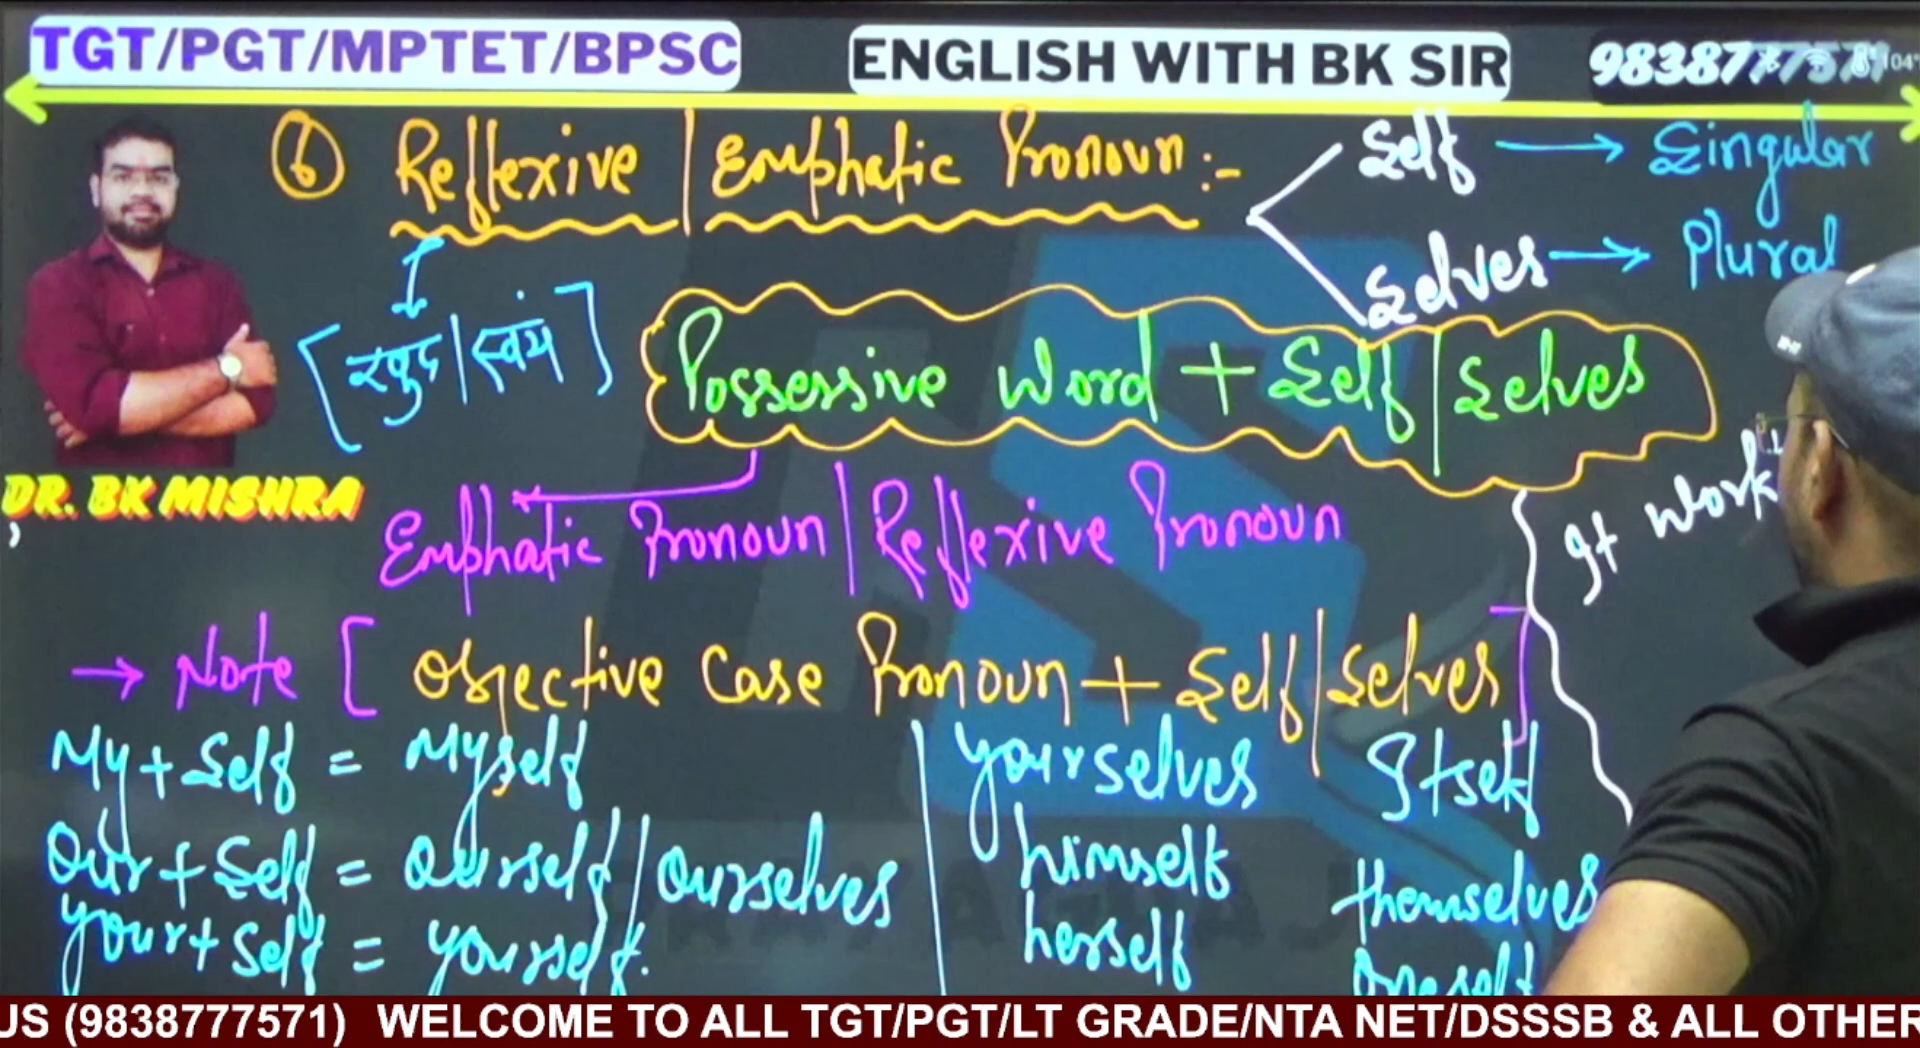 TGT/PGT/MPTET/BPSC ENGLISH WITH BK SIR 9838777571 104°
⑥ Reflexive | Emphatic Pronoun :- Self → Singular
Selves → Plural
[खुद | स्वयं]
Possessive Word + Self | Selves
DR. BK MISHRA
Emphatic Pronoun | Reflexive Pronoun
It work
→ Note [Objective Case Pronoun + Self | Selves]
My + Self = Myself
Our + Self = Ourself | Ourselves
Your + Self = Yourself.
yourselves Itself
himself
themselves
herself
oneself
US (9838777571) WELCOME TO ALL TGT/PGT/LT GRADE/NTA NET/DSSSB & ALL OTHER